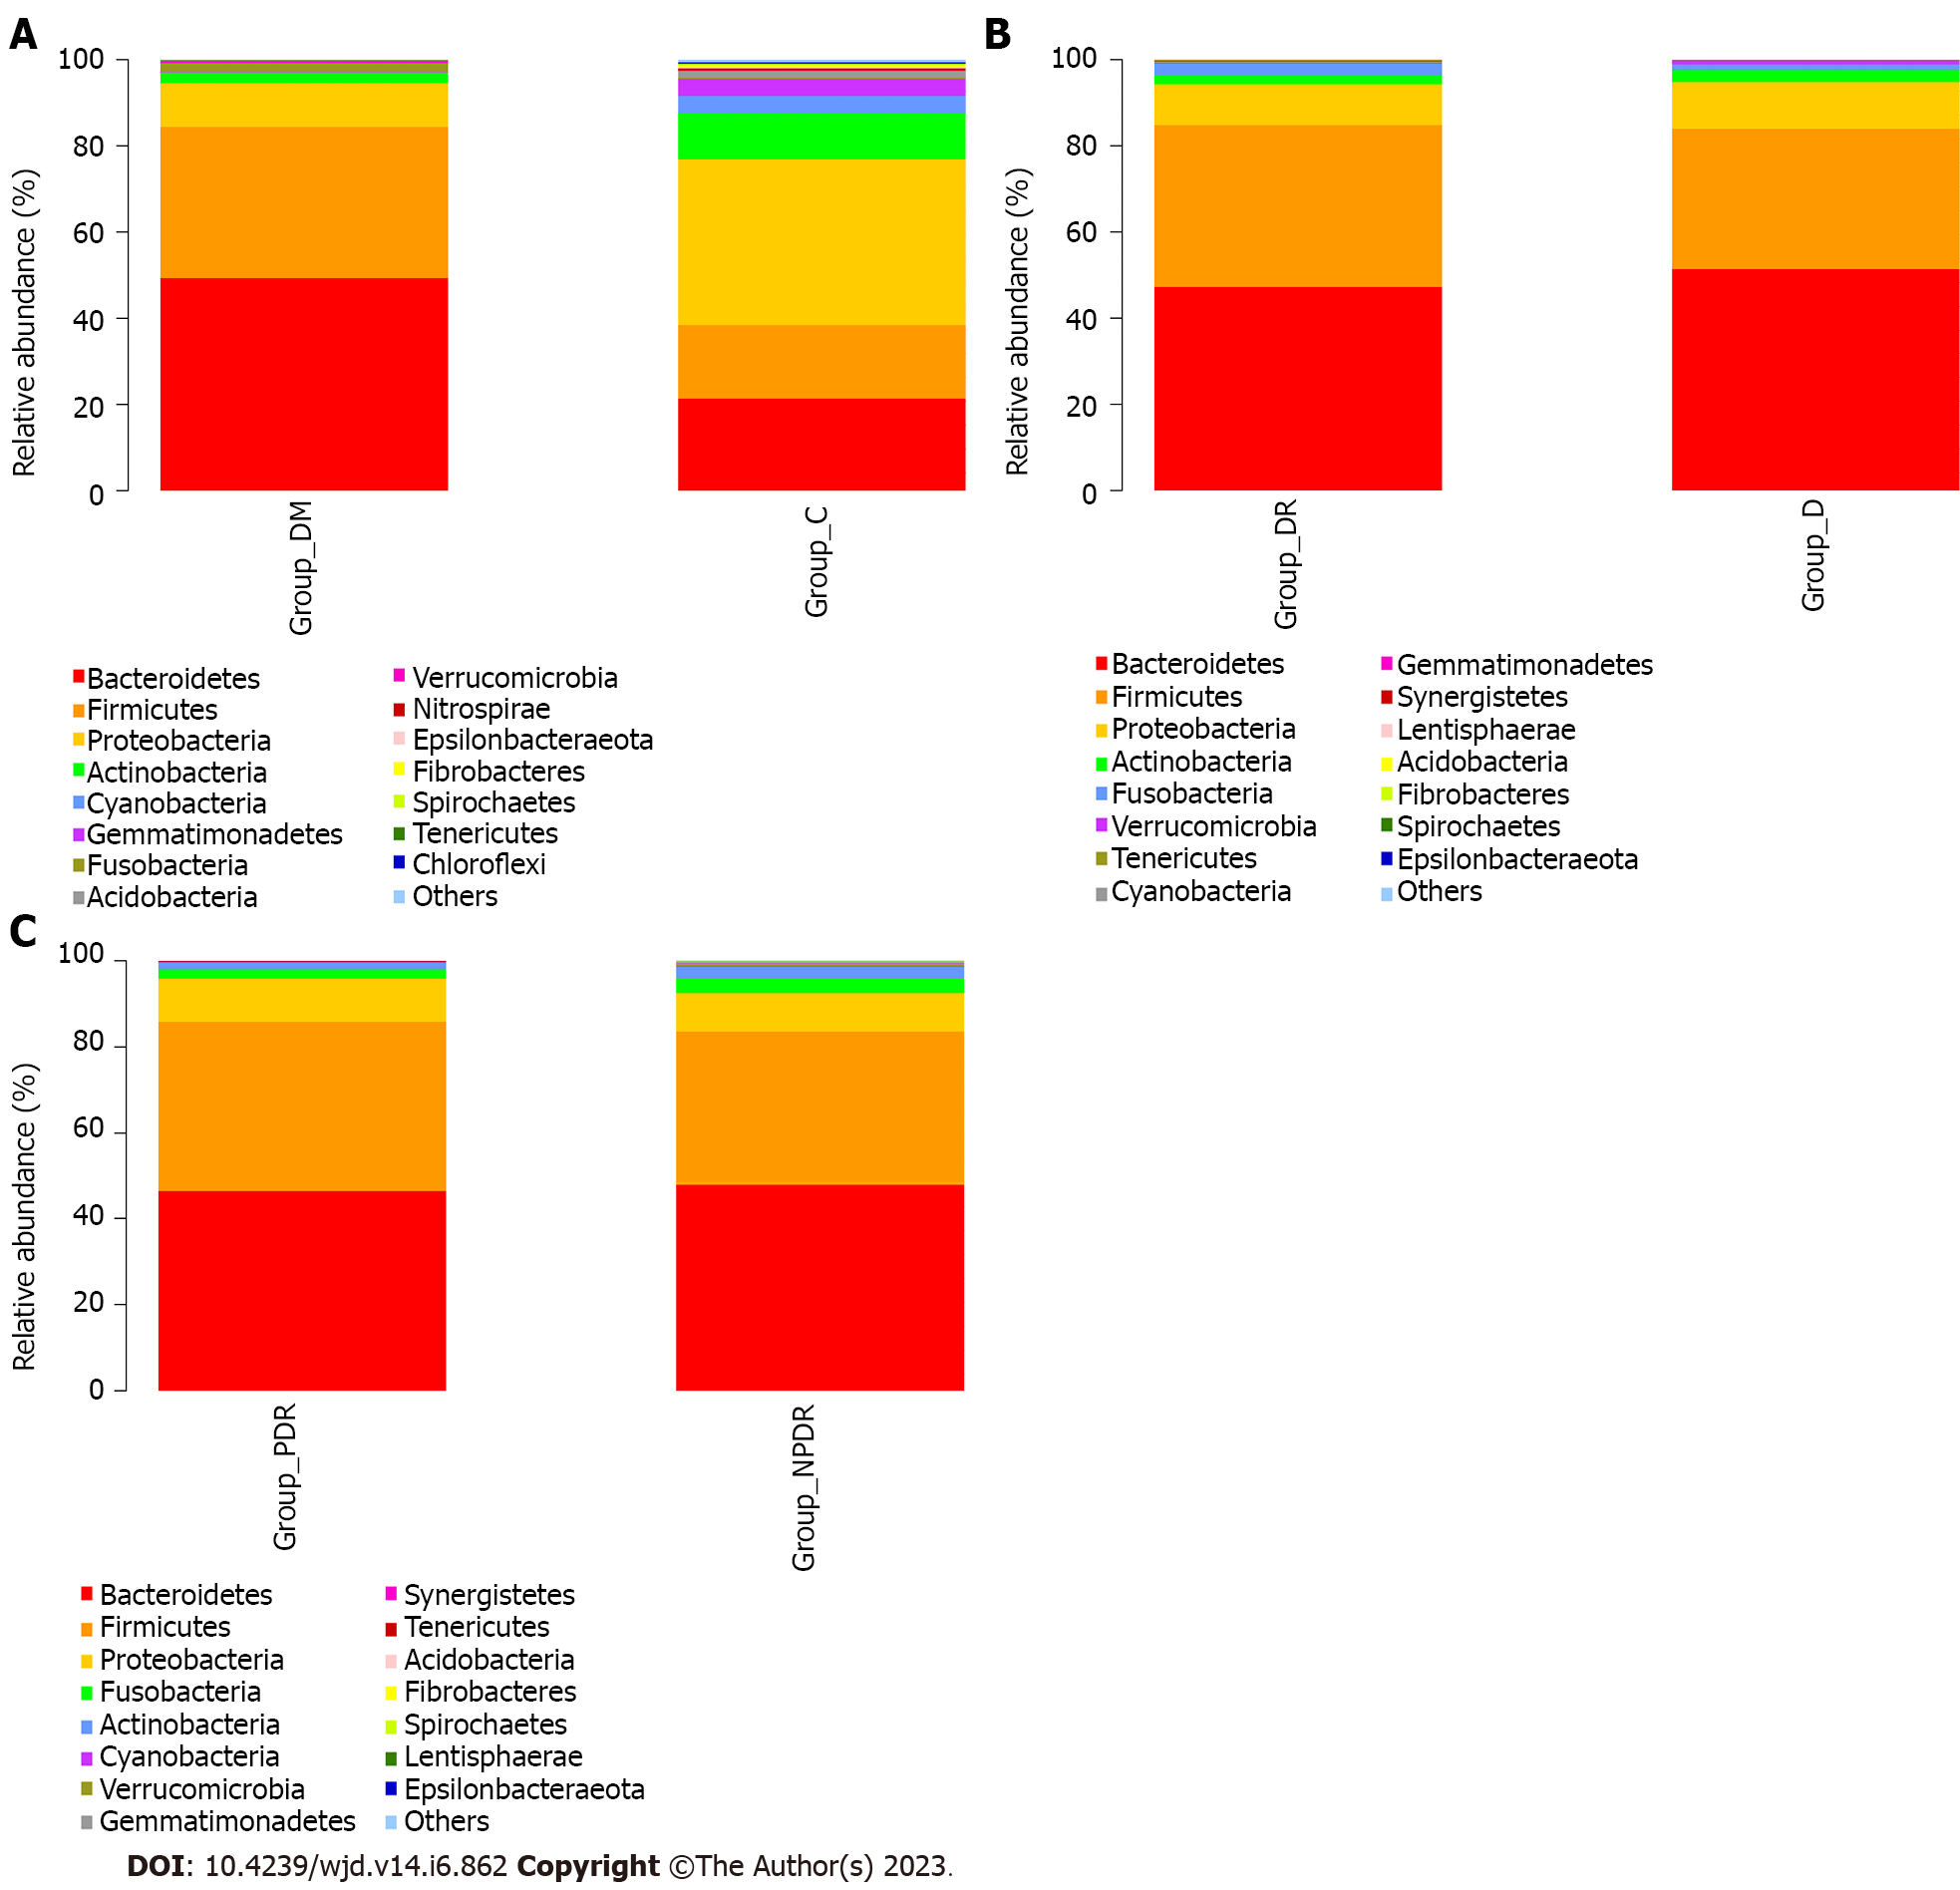 A
Relative abundance (%)
100
80
60
40
20
0
Group_DM
Group_C
Bacteroidetes
Firmicutes
Proteobacteria
Actinobacteria
Cyanobacteria
Gemmatimonadetes
Fusobacteria
Acidobacteria
Verrucomicrobia
Nitrospirae
Epsilonbacteraeota
Fibrobacteres
Spirochaetes
Tenericutes
Chloroflexi
Others
B
Relative abundance (%)
100
80
60
40
20
0
Group_DR
Group_D
Bacteroidetes
Firmicutes
Proteobacteria
Actinobacteria
Fusobacteria
Verrucomicrobia
Tenericutes
Cyanobacteria
Gemmatimonadetes
Synergistetes
Lentisphaerae
Acidobacteria
Fibrobacteres
Spirochaetes
Epsilonbacteraeota
Others
C
Relative abundance (%)
100
80
60
40
20
0
Group_PDR
Group_NPDR
Bacteroidetes
Firmicutes
Proteobacteria
Fusobacteria
Actinobacteria
Cyanobacteria
Verrucomicrobia
Gemmatimonadetes
Synergistetes
Tenericutes
Acidobacteria
Fibrobacteres
Spirochaetes
Lentisphaerae
Epsilonbacteraeota
Others
DOI: 10.4239/wjd.v14.i6.862 Copyright ©The Author(s) 2023.